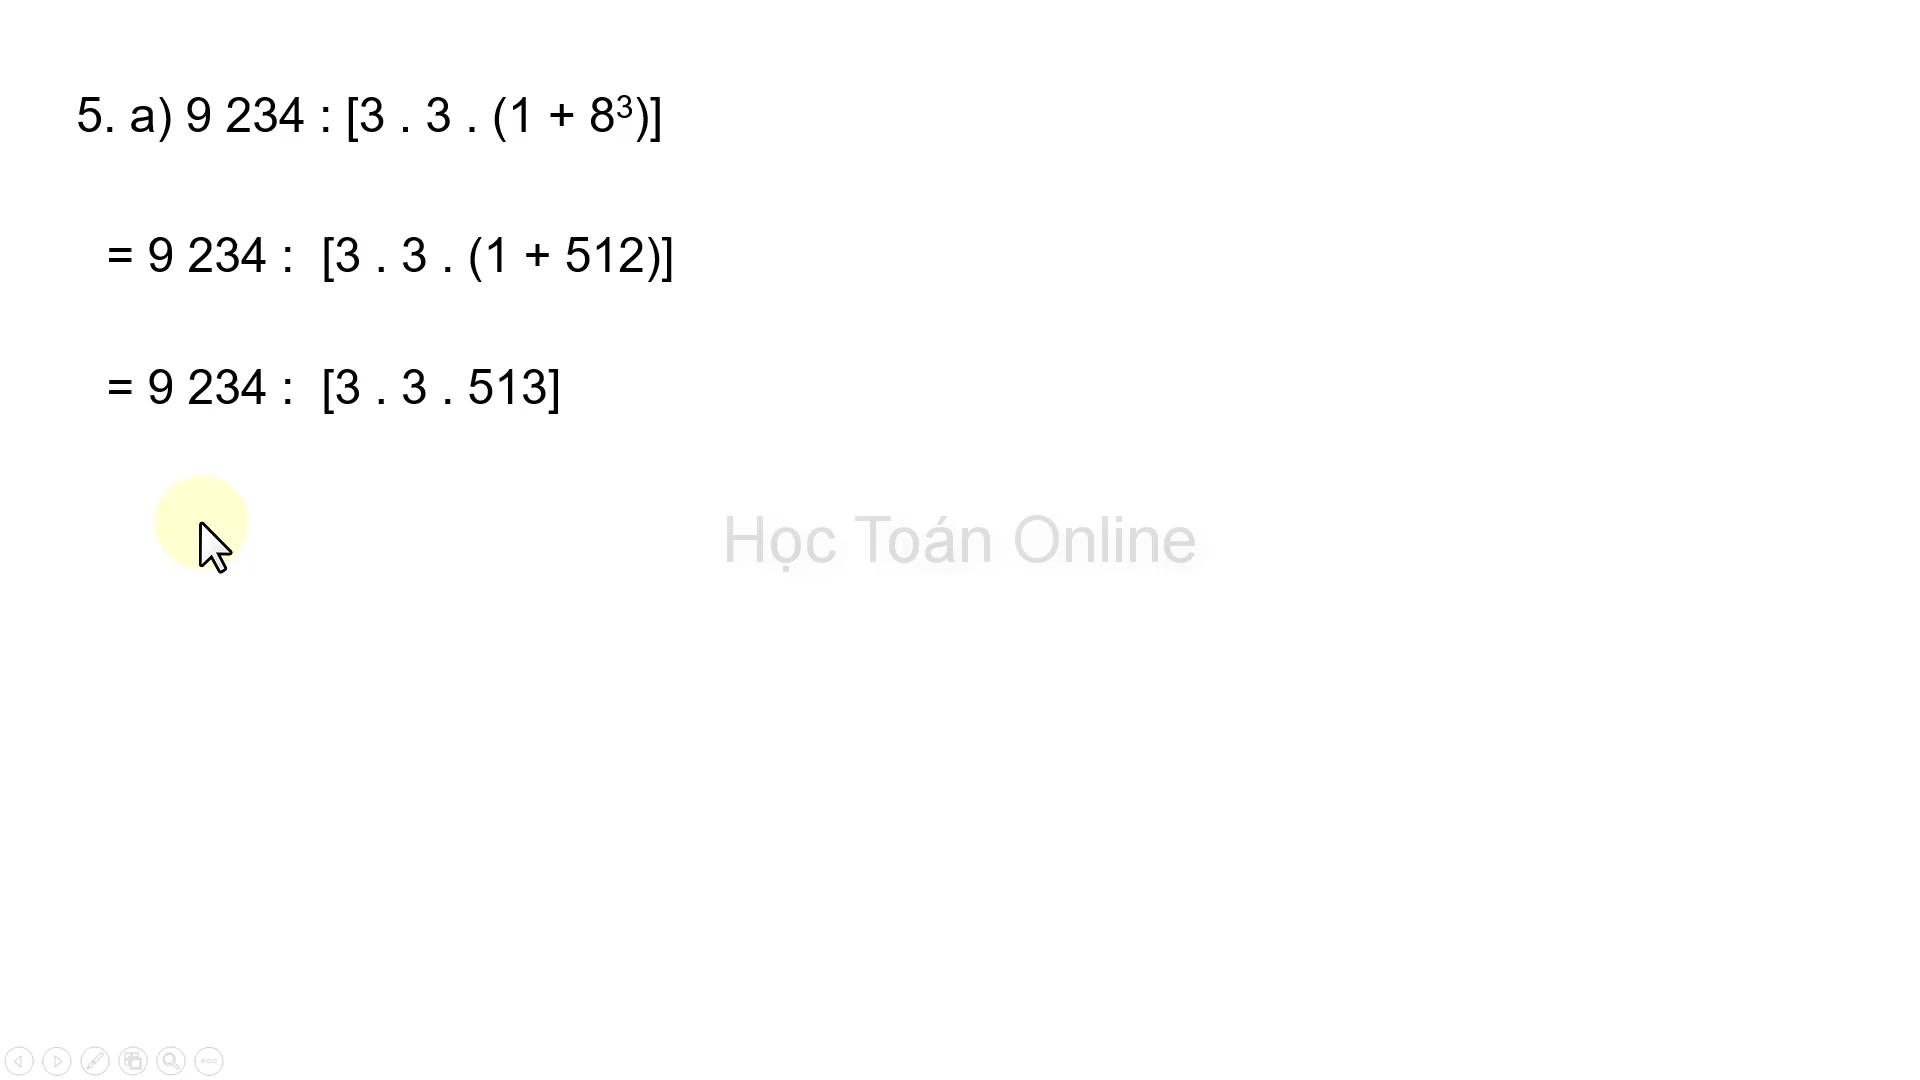 5. a) 9 234 : [3 . 3 . (1 + 8³)]
= 9 234 : [3 . 3 . (1 + 512)]
= 9 234 : [3 . 3 . 513]
Học Toán Online